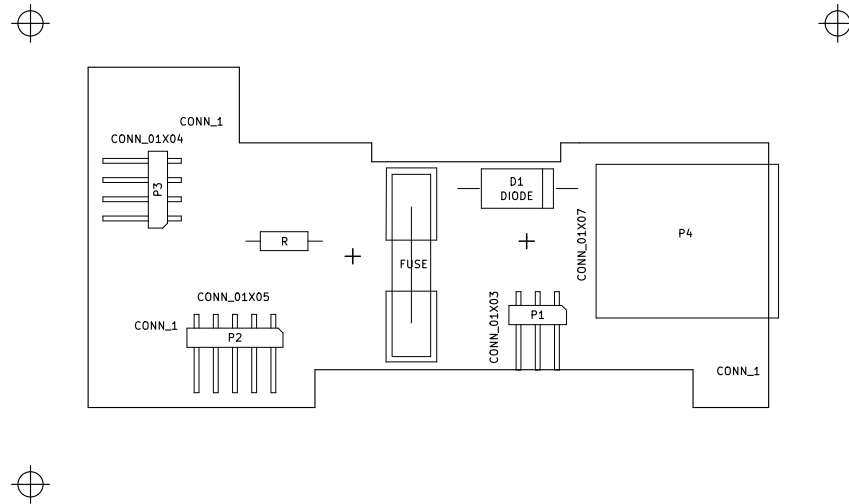 CONN_1
CONN_01X04
P3
D1
DIODE
CONN_01X07
P4
R
FUSE
CONN_01X05
CONN_1
P2
CONN_01X03
P1
CONN_1